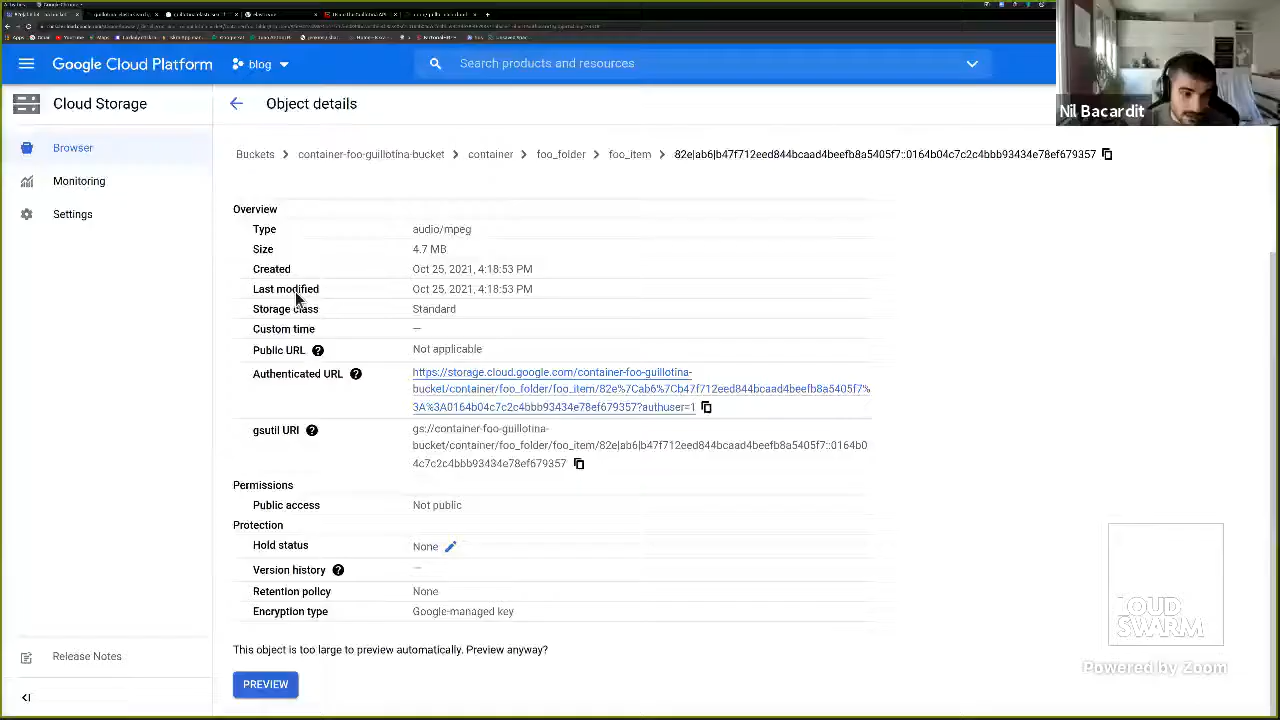 Google Cloud Platform
blog
Search products and resources
Nil Bacardit
Cloud Storage
Object details
Browser
Monitoring
Settings
Buckets
container-foo-guillotina-bucket
container
foo_folder
foo_item
82e|ab6|b47f712eed844bcaad4beefb8a5405f7::0164b04c7c2c4bbb93434e78ef679357
Overview
Type audio/mpeg
Size 4.7 MB
Created Oct 25, 2021, 4:18:53 PM
Last modified Oct 25, 2021, 4:18:53 PM
Storage class Standard
Custom time —
Public URL Not applicable
Authenticated URL https://storage.cloud.google.com/container-foo-guillotina-
bucket/container/foo_folder/foo_item/82e%7Cab6%7Cb47f712eed844bcaad4beefb8a5405f7%
3A%3A0164b04c7c2c4bbb93434e78ef679357?authuser=1
gsutil URI gs://container-foo-guillotina-
bucket/container/foo_folder/foo_item/82e|ab6|b47f712eed844bcaad4beefb8a5405f7::0164b0
4c7c2c4bbb93434e78ef679357
Permissions
Public access Not public
Protection
Hold status None
Version history —
Retention policy None
Encryption type Google-managed key
This object is too large to preview automatically. Preview anyway?
PREVIEW
Release Notes
LOUD
SWARM
Powered by Zoom